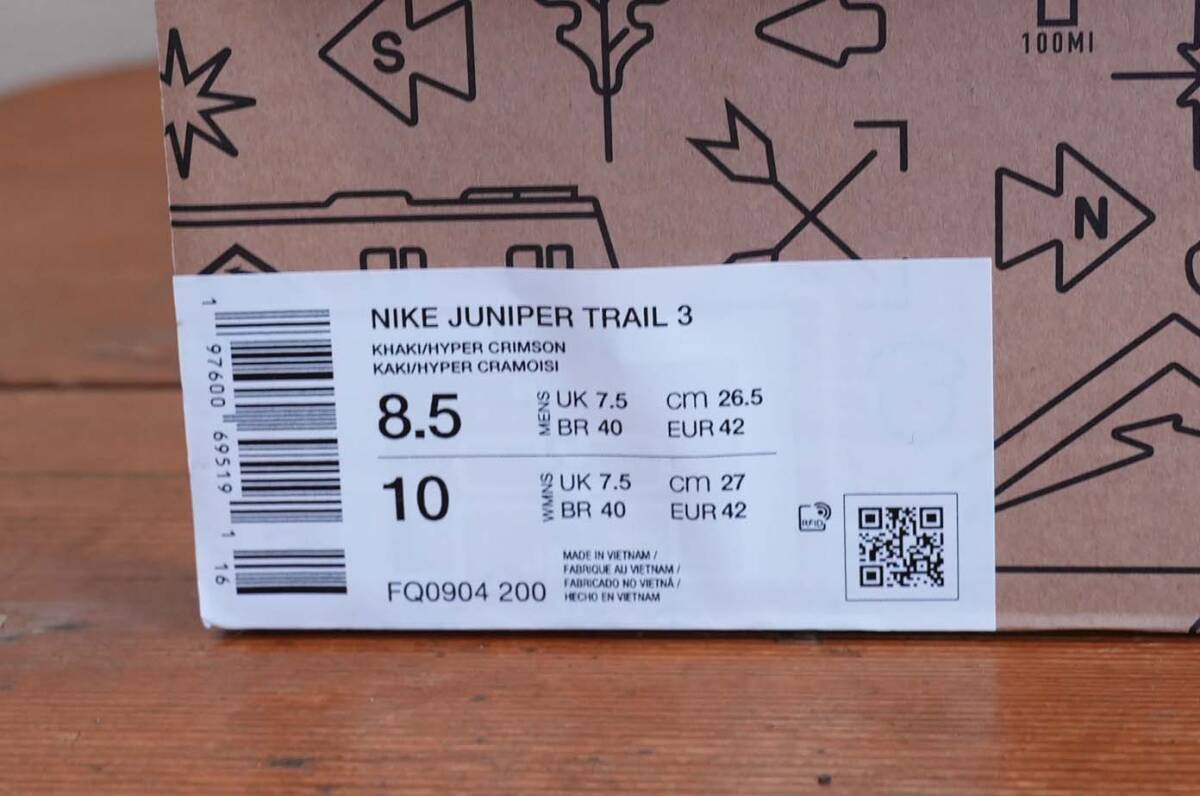 S
100MI
N
NIKE JUNIPER TRAIL 3
KHAKI/HYPER CRIMSON
KAKI/HYPER CRAMOISI
8.5
MENS
UK 7.5 cm 26.5
BR 40 EUR 42
10
WMNS
UK 7.5 cm 27
BR 40 EUR 42
RFID
MADE IN VIETNAM /
FABRIQUE AU VIETNAM /
FABRICADO NO VIETNÃ /
HECHO EN VIETNAM
FQ0904 200
1 97600 69519 1 16